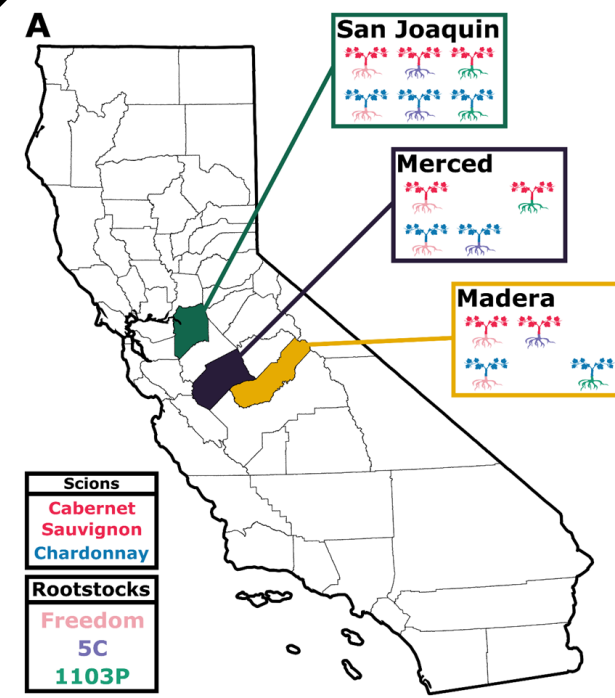 A
San Joaquin
Merced
Madera
Scions
Cabernet
Sauvignon
Chardonnay
Rootstocks
Freedom
5C
1103P